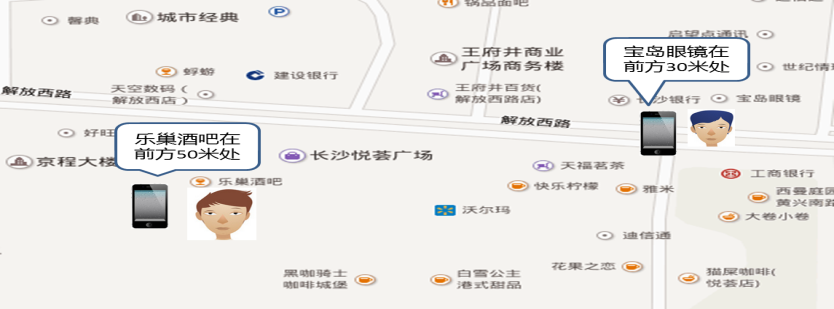 锅品面吧
馨典
城市经典
P
启望点通讯
王府井商业
广场商务楼
宝岛眼镜在
前方30米处
世纪情
蜉蝣
建设银行
天空数码（
解放西店）
王府井百货(
解放西路店)
长沙银行
宝岛眼镜
解放西路
解放西路
好旺
乐巢酒吧在
前方50米处
京程大楼
长沙悦荟广场
天福茗茶
工商银行
乐巢酒吧
快乐柠檬
雅米
西曼庭园
黄兴南路
沃尔玛
大卷小卷
迪信通
黑咖骑士
咖啡城堡
白雪公主
港式甜品
花果之恋
猫屎咖啡(
悦荟店)